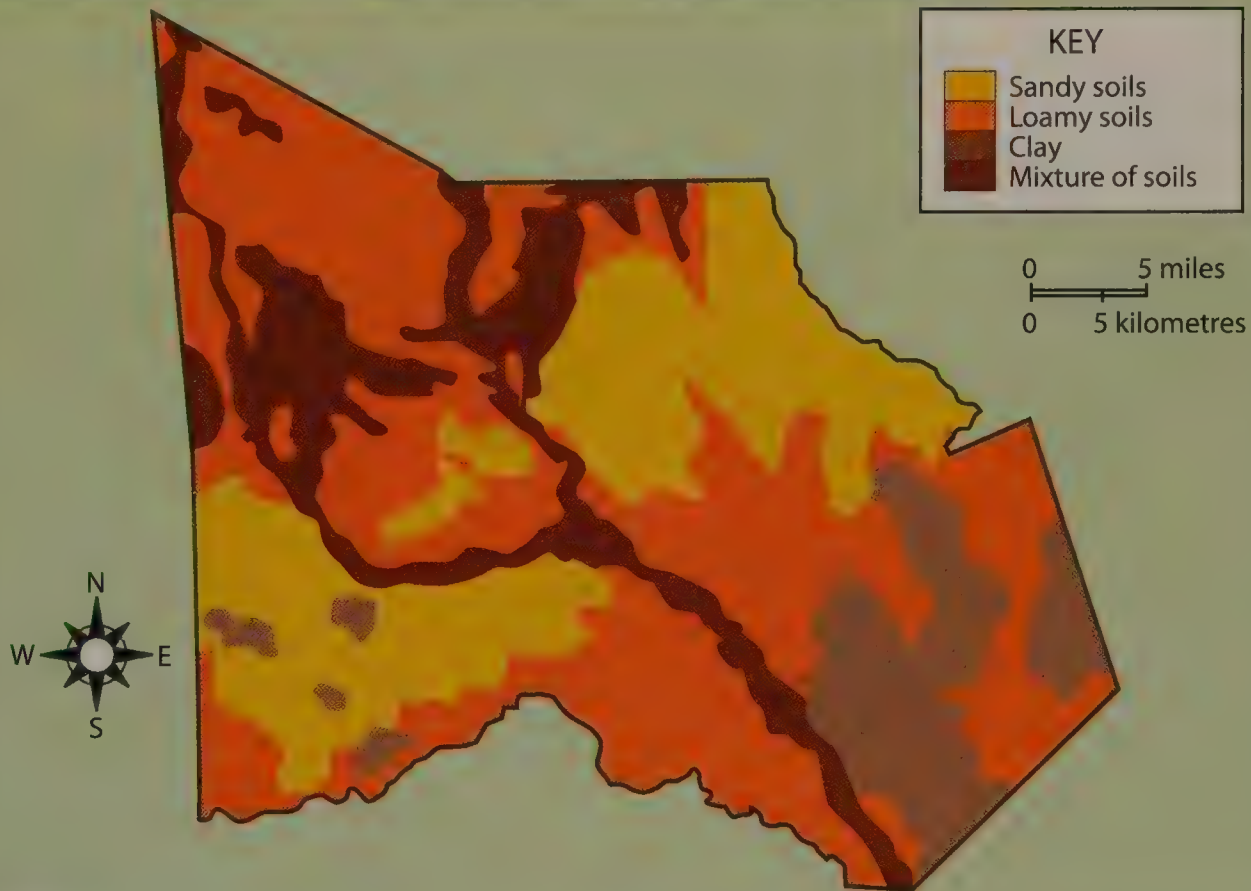 KEY
Sandy soils
Loamy soils
Clay
Mixture of soils
0 5 miles
0 5 kilometres
N
W E
S